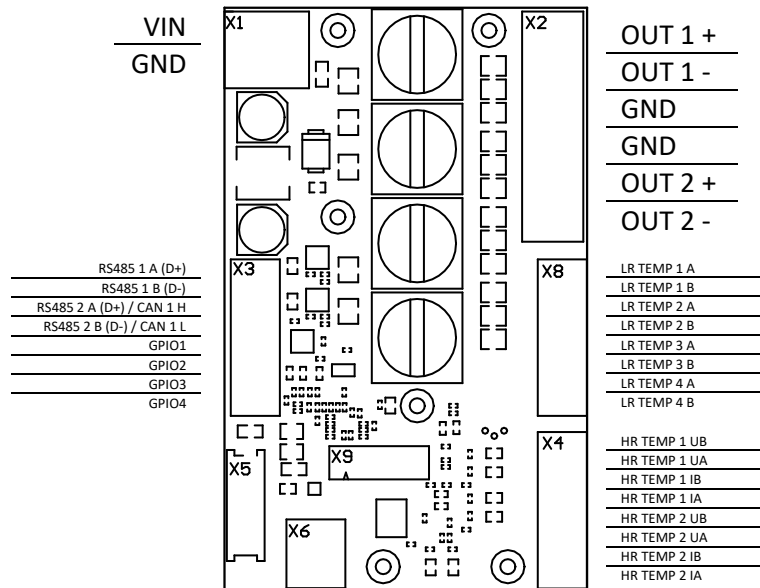 VIN
GND
X1
X2
OUT 1 +
OUT 1 -
GND
GND
OUT 2 +
OUT 2 -
RS485 1 A (D+)
RS485 1 B (D-)
RS485 2 A (D+) / CAN 1 H
RS485 2 B (D-) / CAN 1 L
GPIO1
GPIO2
GPIO3
GPIO4
X3
X8
LR TEMP 1 A
LR TEMP 1 B
LR TEMP 2 A
LR TEMP 2 B
LR TEMP 3 A
LR TEMP 3 B
LR TEMP 4 A
LR TEMP 4 B
X5
X9
X6
X4
HR TEMP 1 UB
HR TEMP 1 UA
HR TEMP 1 IB
HR TEMP 1 IA
HR TEMP 2 UB
HR TEMP 2 UA
HR TEMP 2 IB
HR TEMP 2 IA